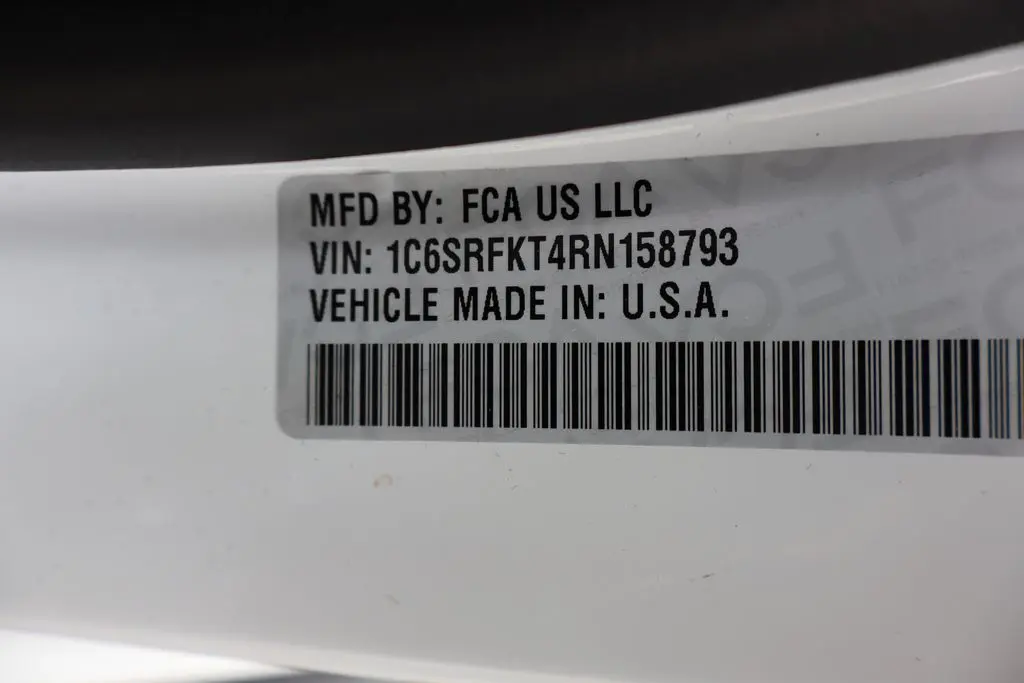 MFD BY: FCA US LLC
VIN: 1C6SRFKT4RN158793
VEHICLE MADE IN: U.S.A.